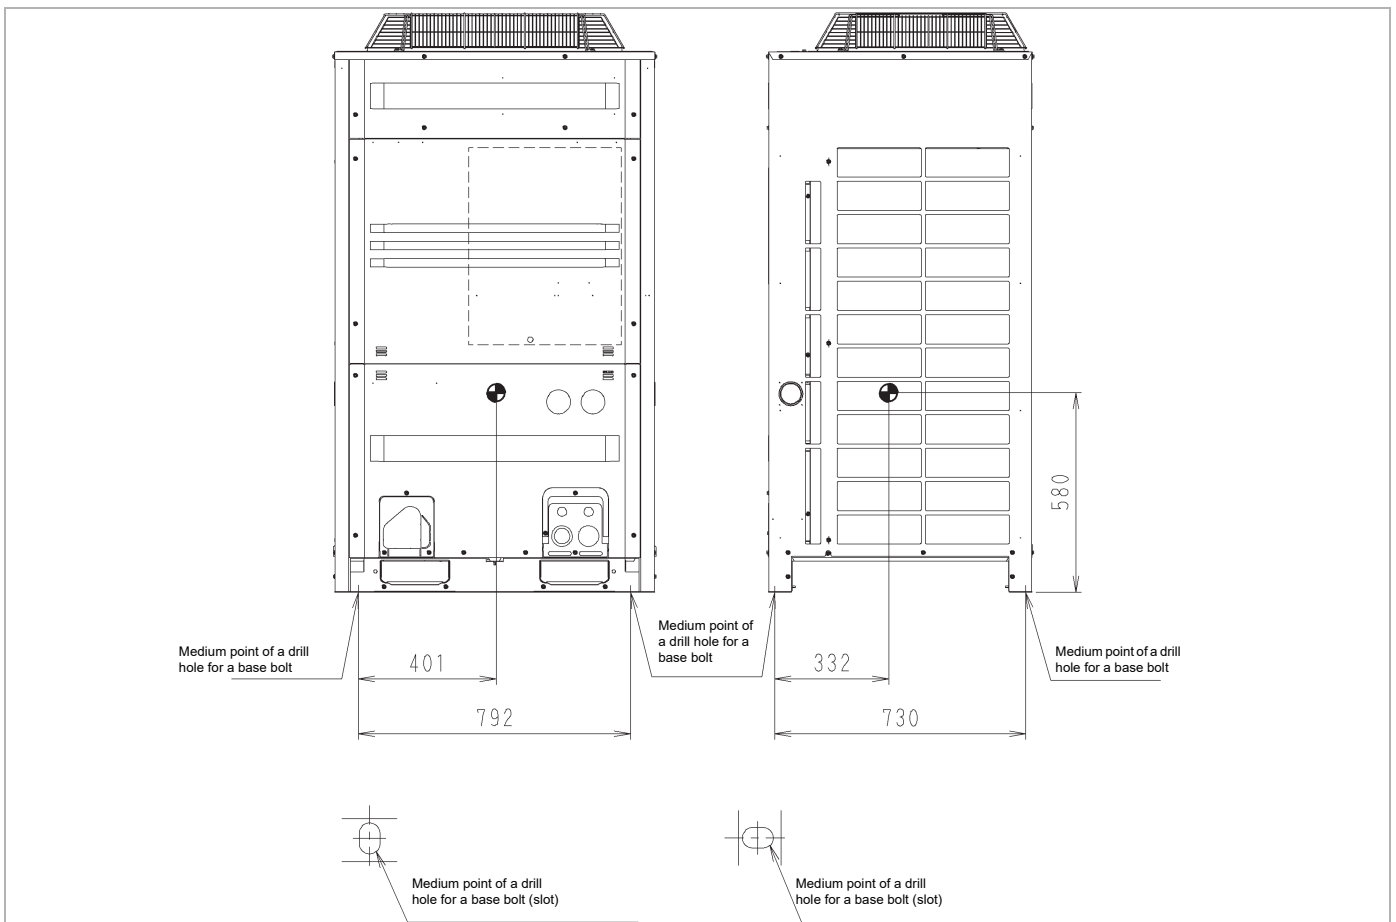 580
Medium point of a drill
hole for a base bolt
401
Medium point of
a drill hole for a
base bolt
332
Medium point of a drill
hole for a base bolt
792
730
Medium point of a drill
hole for a base bolt (slot)
Medium point of a drill
hole for a base bolt (slot)